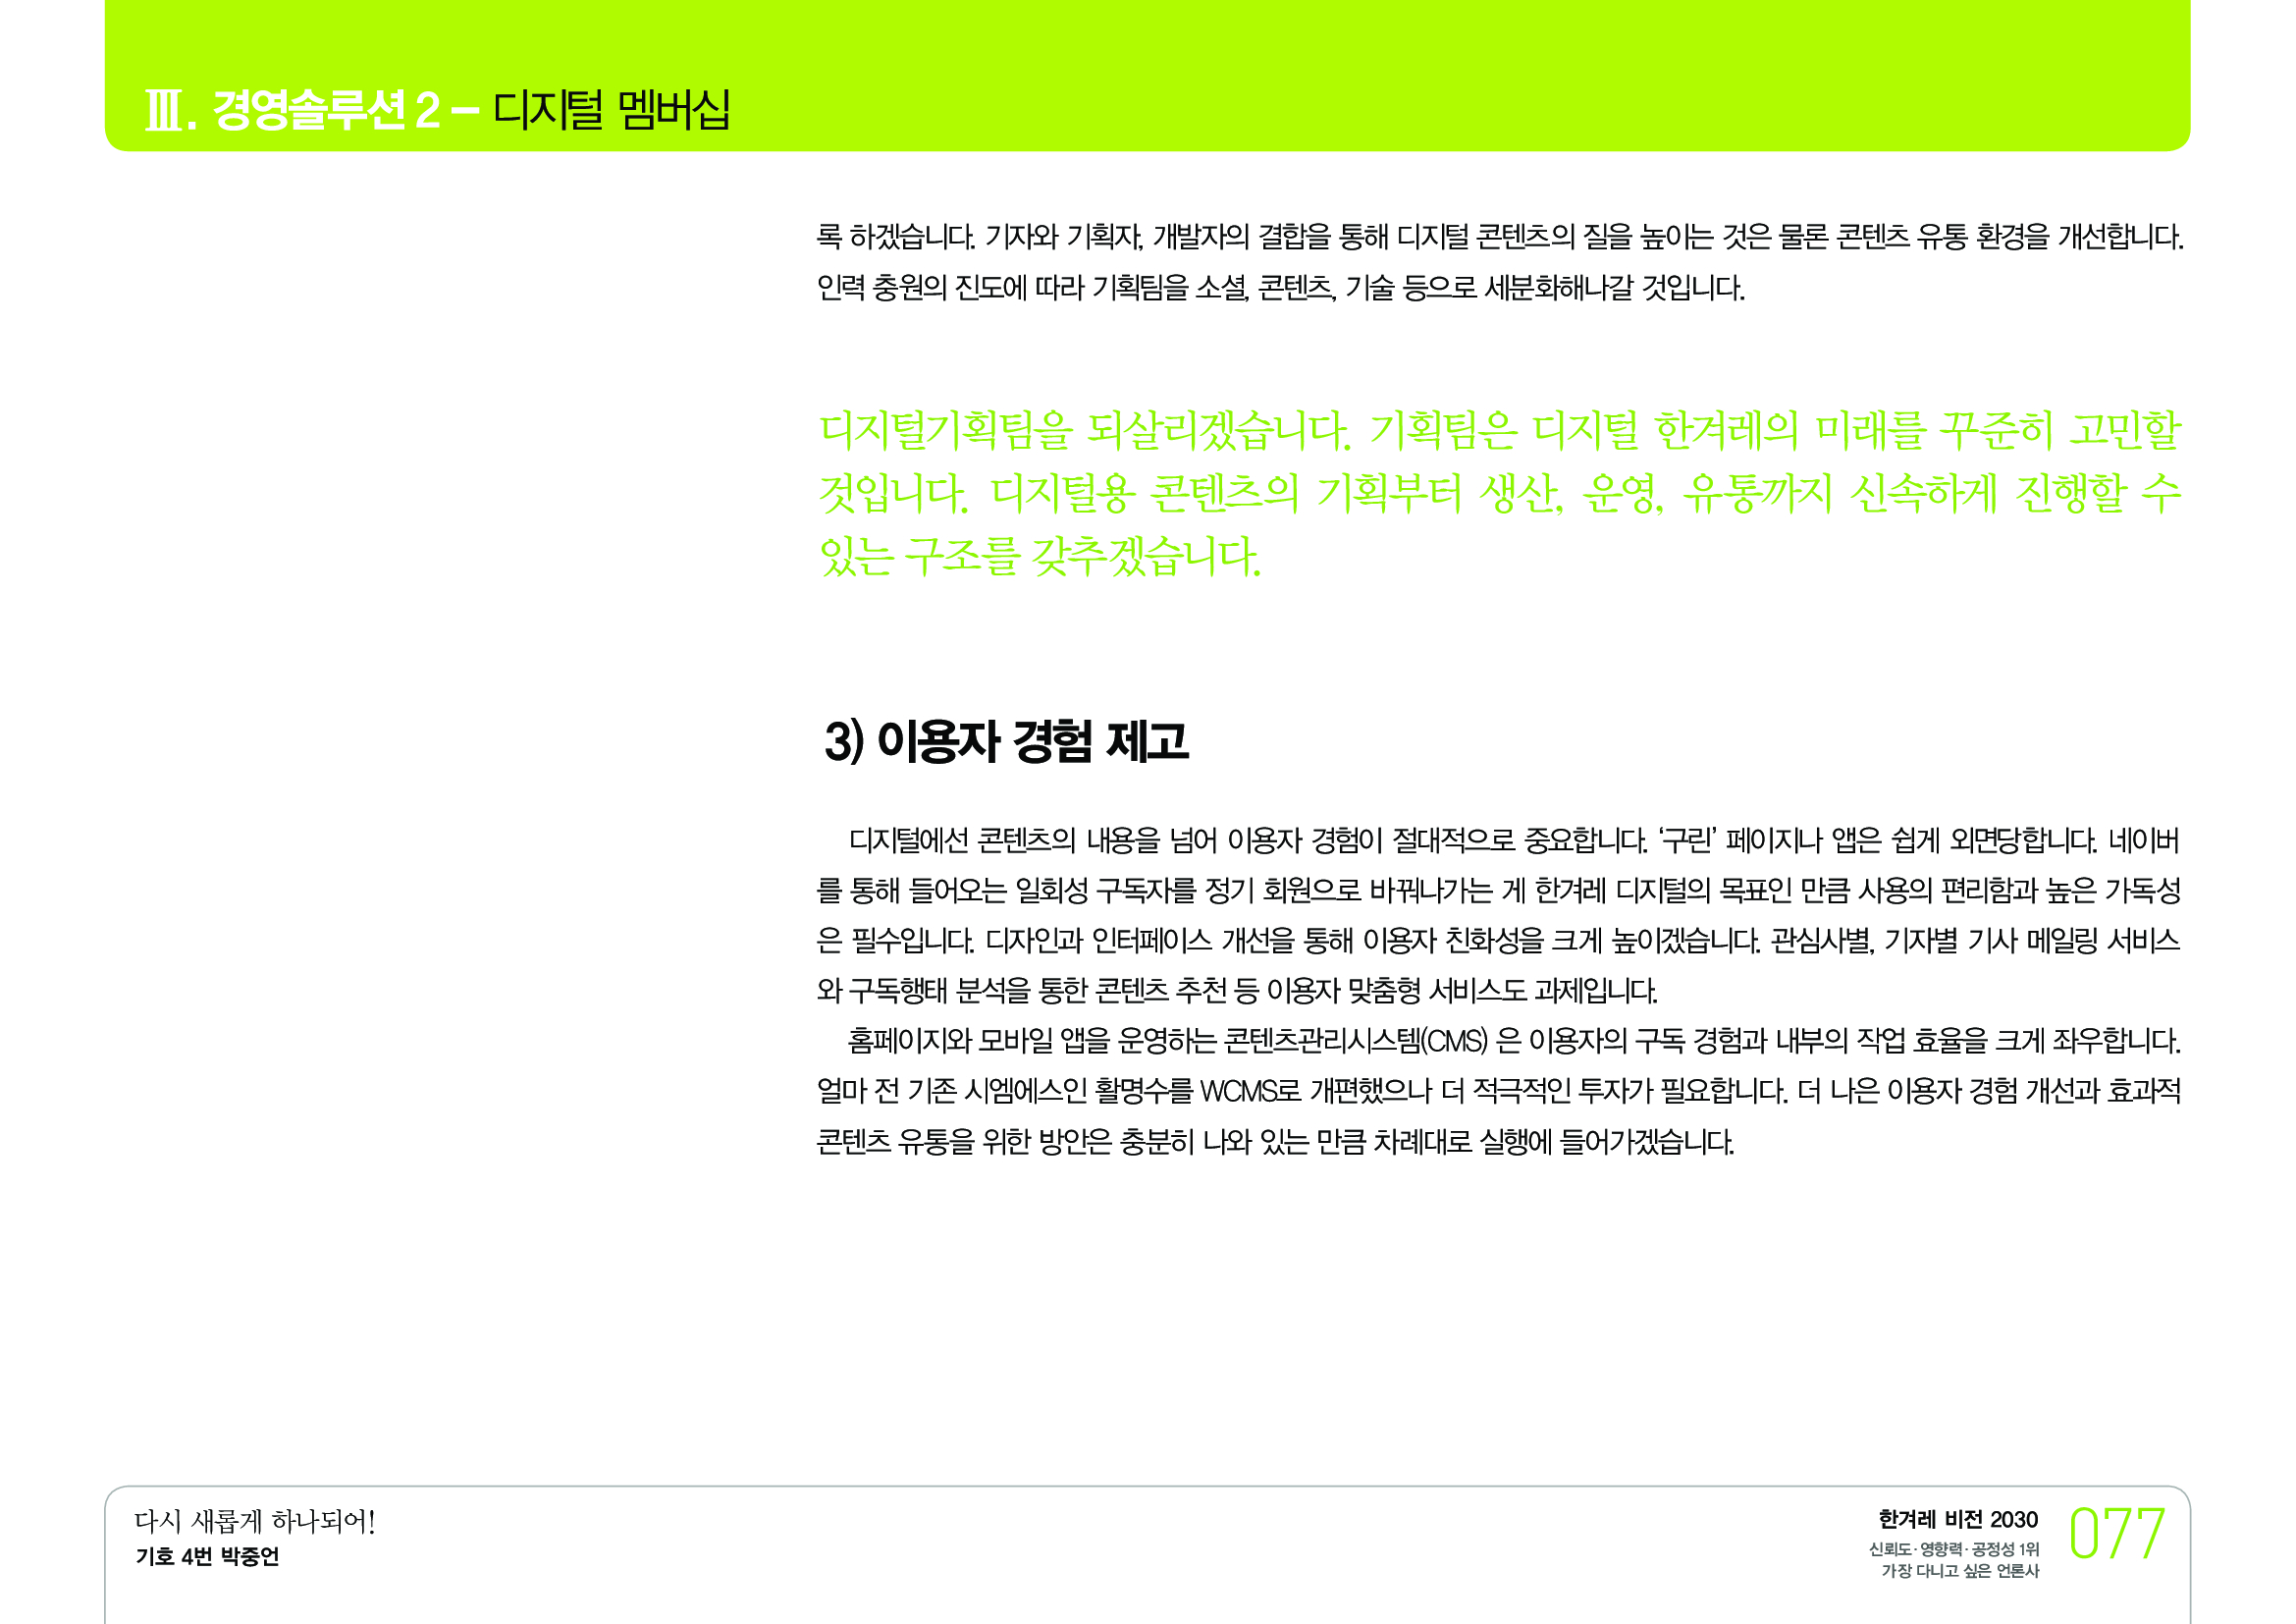 Ⅲ. 경영솔루션 2 – 디지털 멤버십
록 하겠습니다. 기자와 기획자, 개발자의 결합을 통해 디지털 콘텐츠의 질을 높이는 것은 물론 콘텐츠 유통 환경을 개선합니다.
인력 충원의 진도에 따라 기획팀을 소셜, 콘텐츠, 기술 등으로 세분화해나갈 것입니다.
디지털기획팀을 되살리겠습니다. 기획팀은 디지털 한겨레의 미래를 꾸준히 고민할
것입니다. 디지털용 콘텐츠의 기획부터 생산, 운영, 유통까지 신속하게 진행할 수
있는 구조를 갖추겠습니다.
3) 이용자 경험 제고
디지털에선 콘텐츠의 내용을 넘어 이용자 경험이 절대적으로 중요합니다. ‘구린’ 페이지나 앱은 쉽게 외면당합니다. 네이버
를 통해 들어오는 일회성 구독자를 정기 회원으로 바꿔나가는 게 한겨레 디지털의 목표인 만큼 사용의 편리함과 높은 가독성
은 필수입니다. 디자인과 인터페이스 개선을 통해 이용자 친화성을 크게 높이겠습니다. 관심사별, 기자별 기사 메일링 서비스
와 구독행태 분석을 통한 콘텐츠 추천 등 이용자 맞춤형 서비스도 과제입니다.
홈페이지와 모바일 앱을 운영하는 콘텐츠관리시스템(CMS) 은 이용자의 구독 경험과 내부의 작업 효율을 크게 좌우합니다.
얼마 전 기존 시엠에스인 활명수를 WCMS로 개편했으나 더 적극적인 투자가 필요합니다. 더 나은 이용자 경험 개선과 효과적
콘텐츠 유통을 위한 방안은 충분히 나와 있는 만큼 차례대로 실행에 들어가겠습니다.
다시 새롭게 하나되어!
기호 4번 박중언
한겨레 비전 2030
신뢰도·영향력·공정성 1위
가장 다니고 싶은 언론사
077